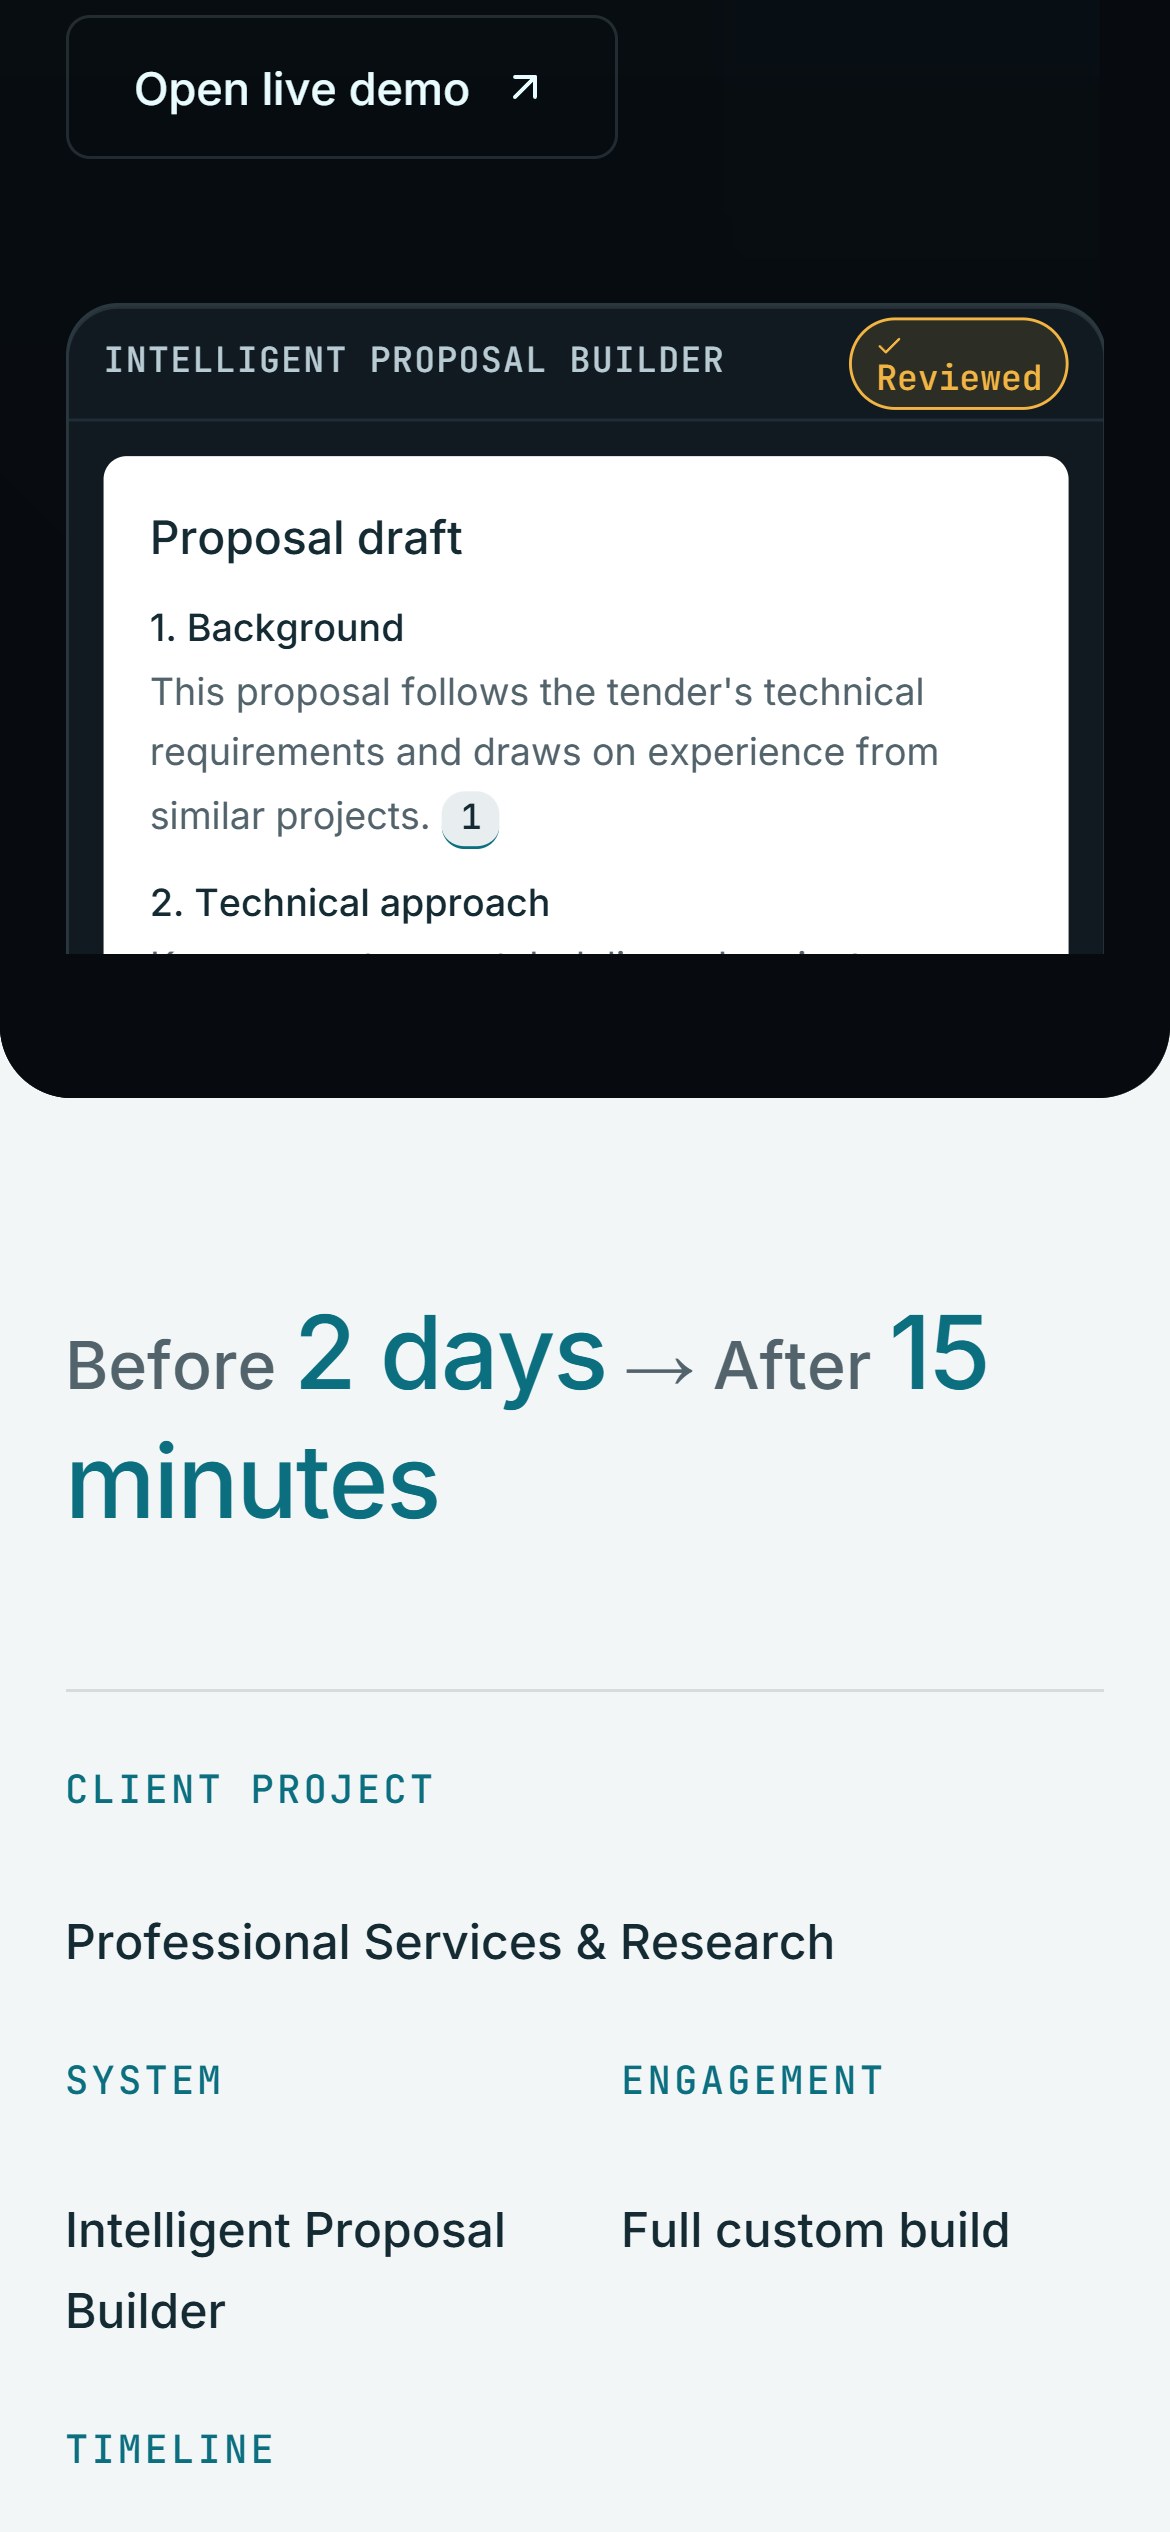 Open live demo ↗
INTELLIGENT PROPOSAL BUILDER
✓
Reviewed
Proposal draft
1. Background
This proposal follows the tender's technical
requirements and draws on experience from
similar projects. 1
2. Technical approach
Before 2 days → After 15
minutes
CLIENT PROJECT
Professional Services & Research
SYSTEM
ENGAGEMENT
Intelligent Proposal
Builder
Full custom build
TIMELINE